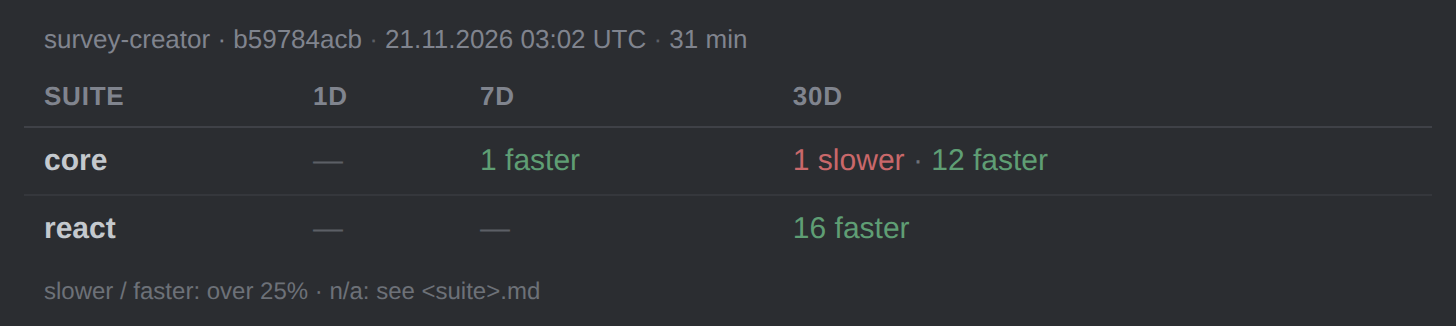 survey-creator · b59784acb · 21.11.2026 03:02 UTC · 31 min
SUITE 1D 7D 30D
core — 1 faster 1 slower · 12 faster
react — — 16 faster
slower / faster: over 25% · n/a: see <suite>.md